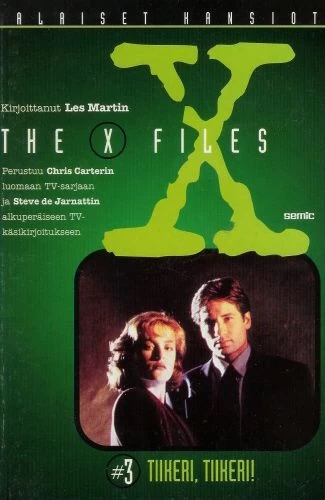 ALAISET KANSIOT
X
Kirjoittanut Les Martin
THE X FILES
Perustuu Chris Carterin
luomaan TV-sarjaan
ja Steve de Jarnattin
alkuperäiseen TV-
käsikirjoitukseen
semic
#3 TIIKERI, TIIKERI!